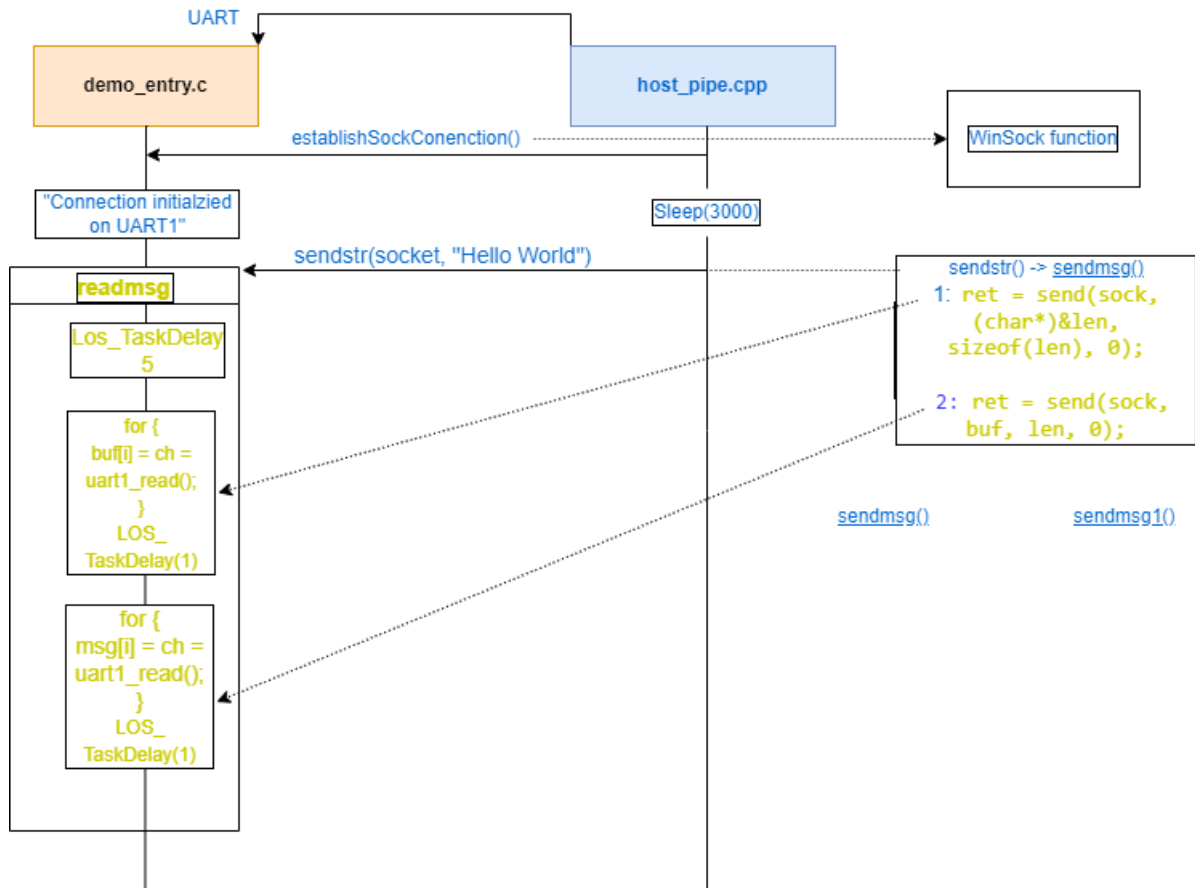 UART
demo_entry.c
host_pipe.cpp
establishSockConenction()
WinSock function
"Connection initialzied
on UART1"
Sleep(3000)
sendstr(socket, "Hello World")
sendstr() -> sendmsg()
1: ret = send(sock,
(char*)&len,
sizeof(len), 0);
2: ret = send(sock,
buf, len, 0);
readmsg
Los_TaskDelay
5
for {
buf[i] = ch =
uart1_read();
}
LOS_
TaskDelay(1)
sendmsg()
sendmsg1()
for {
msg[i] = ch =
uart1_read();
}
LOS_
TaskDelay(1)